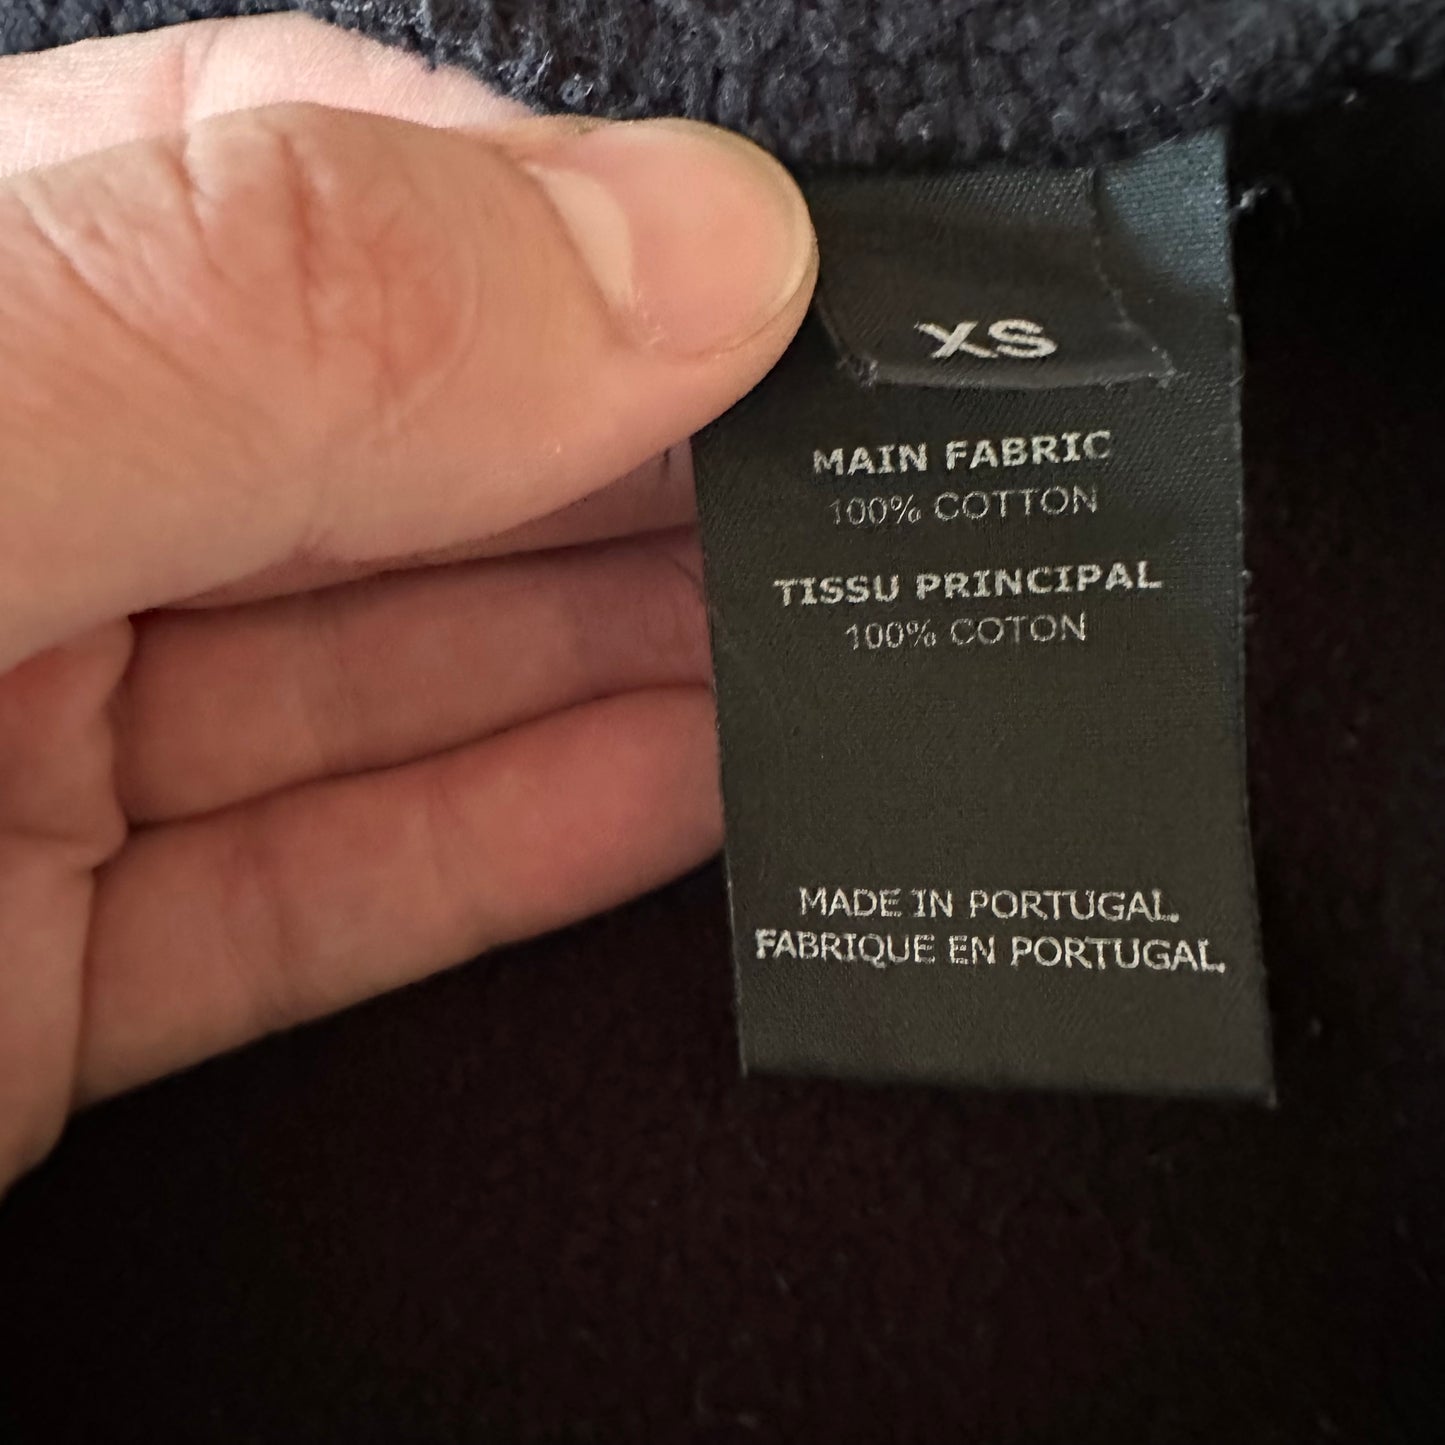 XS
MAIN FABRIC
100% COTTON
TISSU PRINCIPAL
100% COTON
MADE IN PORTUGAL
FABRIQUE EN PORTUGAL